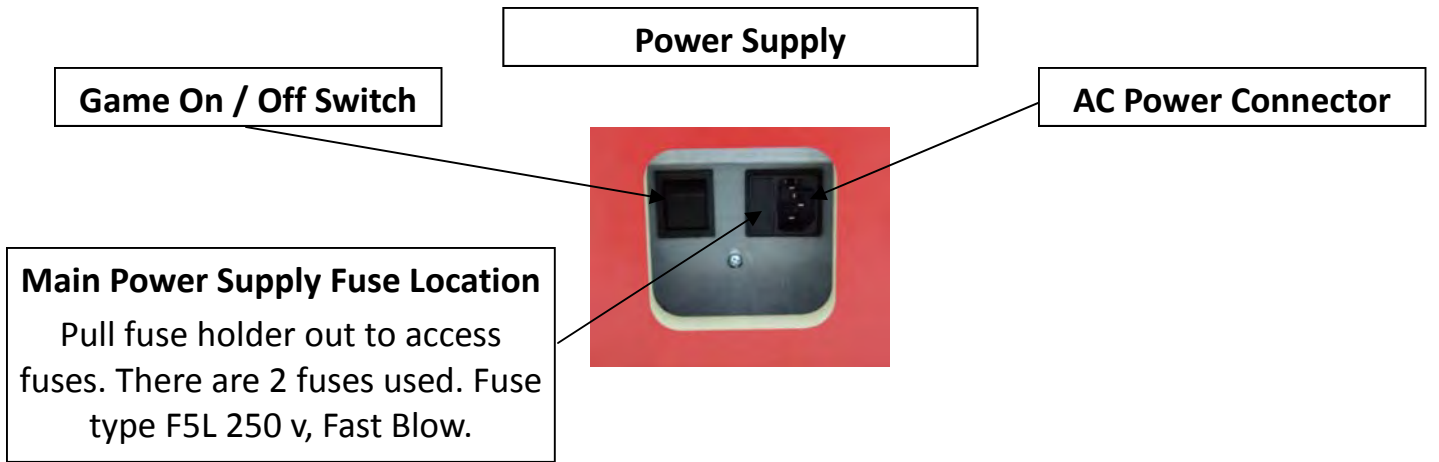 Power Supply
Game On / Off Switch
AC Power Connector
Main Power Supply Fuse Location
Pull fuse holder out to access
fuses. There are 2 fuses used. Fuse
type F5L 250 v, Fast Blow.